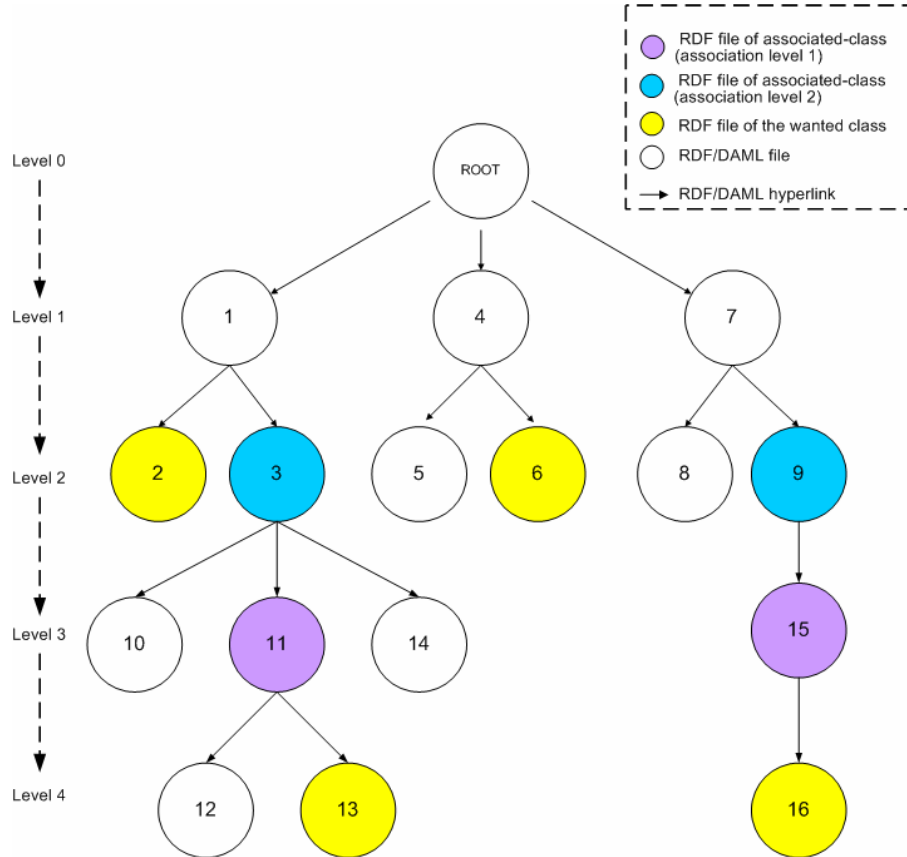 RDF file of associated-class
(association level 1)
RDF file of associated-class
(association level 2)
RDF file of the wanted class
RDF/DAML file
RDF/DAML hyperlink
Level 0
ROOT
Level 1
1
4
7
Level 2
2
3
5
6
8
9
Level 3
10
11
14
15
Level 4
12
13
16